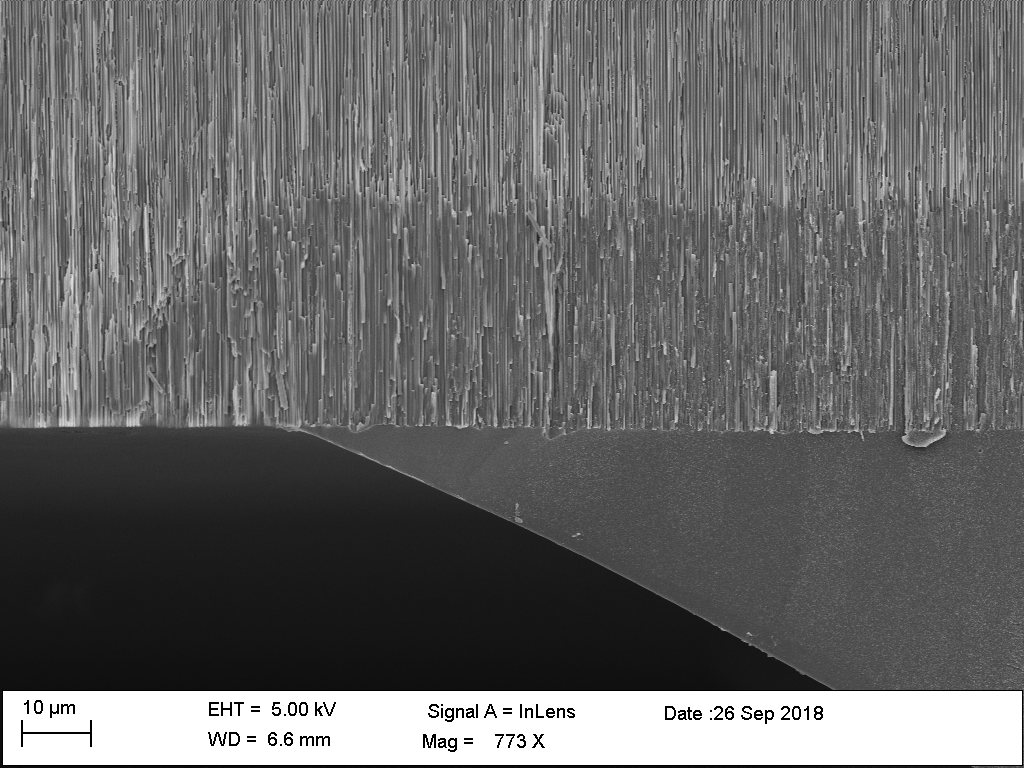 10 µm
EHT = 5.00 kV
Signal A = InLens
Date :26 Sep 2018
WD = 6.6 mm
Mag = 773 X